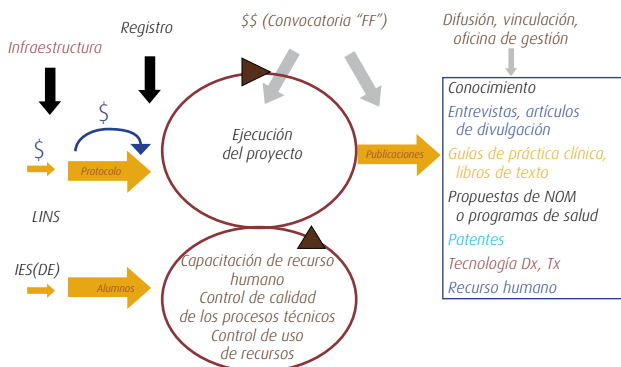 $$ (Convocatoria “FF”)
Difusión, vinculación,
oficina de gestión
Registro
Infraestructura
$
$
Protocolo
LINS
IES(DE)
Alumnos
Ejecución
del proyecto
Publicaciones
Capacitación de recurso
humano
Control de calidad
de los procesos técnicos
Control de uso
de recursos
Conocimiento
Entrevistas, artículos
de divulgación
Guías de práctica clínica,
libros de texto
Propuestas de NOM
o programas de salud
Patentes
Tecnología Dx, Tx
Recurso humano